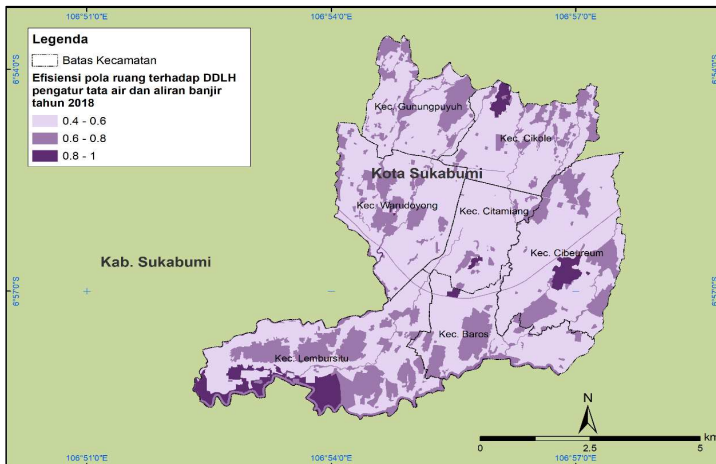 106°51'0"E 106°54'0"E 106°57'0"E
Legenda
Batas Kecamatan
Efisiensi pola ruang terhadap DDLH
pengatur tata air dan aliran banjir
tahun 2018
0.4 - 0.6
0.6 - 0.8
0.8 - 1
6°54'0"S
6°54'0"S
Kec. Gunungpuyuh
Kec. Cikole
Kota Sukabumi
Kec. Warudoyong
Kec. Citamiang
Kec. Cibeureum
Kab. Sukabumi
6°57'0"S
6°57'0"S
Kec. Baros
Kec. Lembursitu
N
km
0 2.5 5
106°51'0"E 106°54'0"E 106°57'0"E